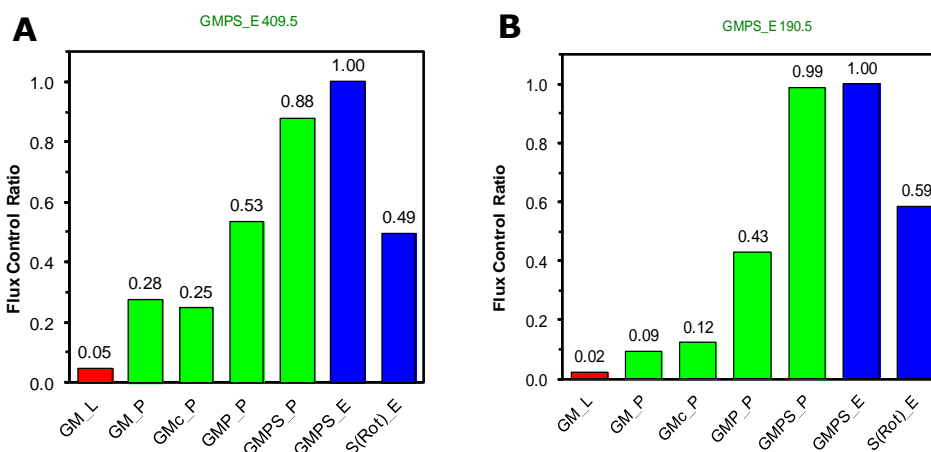 A
GMPS_E 409.5
Flux Control Ratio
1.0
0.8
0.6
0.4
0.2
0.0
0.05
0.28
0.25
0.53
0.88
1.00
0.49
GM_L
GM_P
GMc_P
GMP_P
GMPS_P
GMPS_E
S(Rot)_E
B
GMPS_E 190.5
Flux Control Ratio
1.0
0.8
0.6
0.4
0.2
0.0
0.02
0.09
0.12
0.43
0.99
1.00
0.59
GM_L
GM_P
GMc_P
GMP_P
GMPS_P
GMPS_E
S(Rot)_E